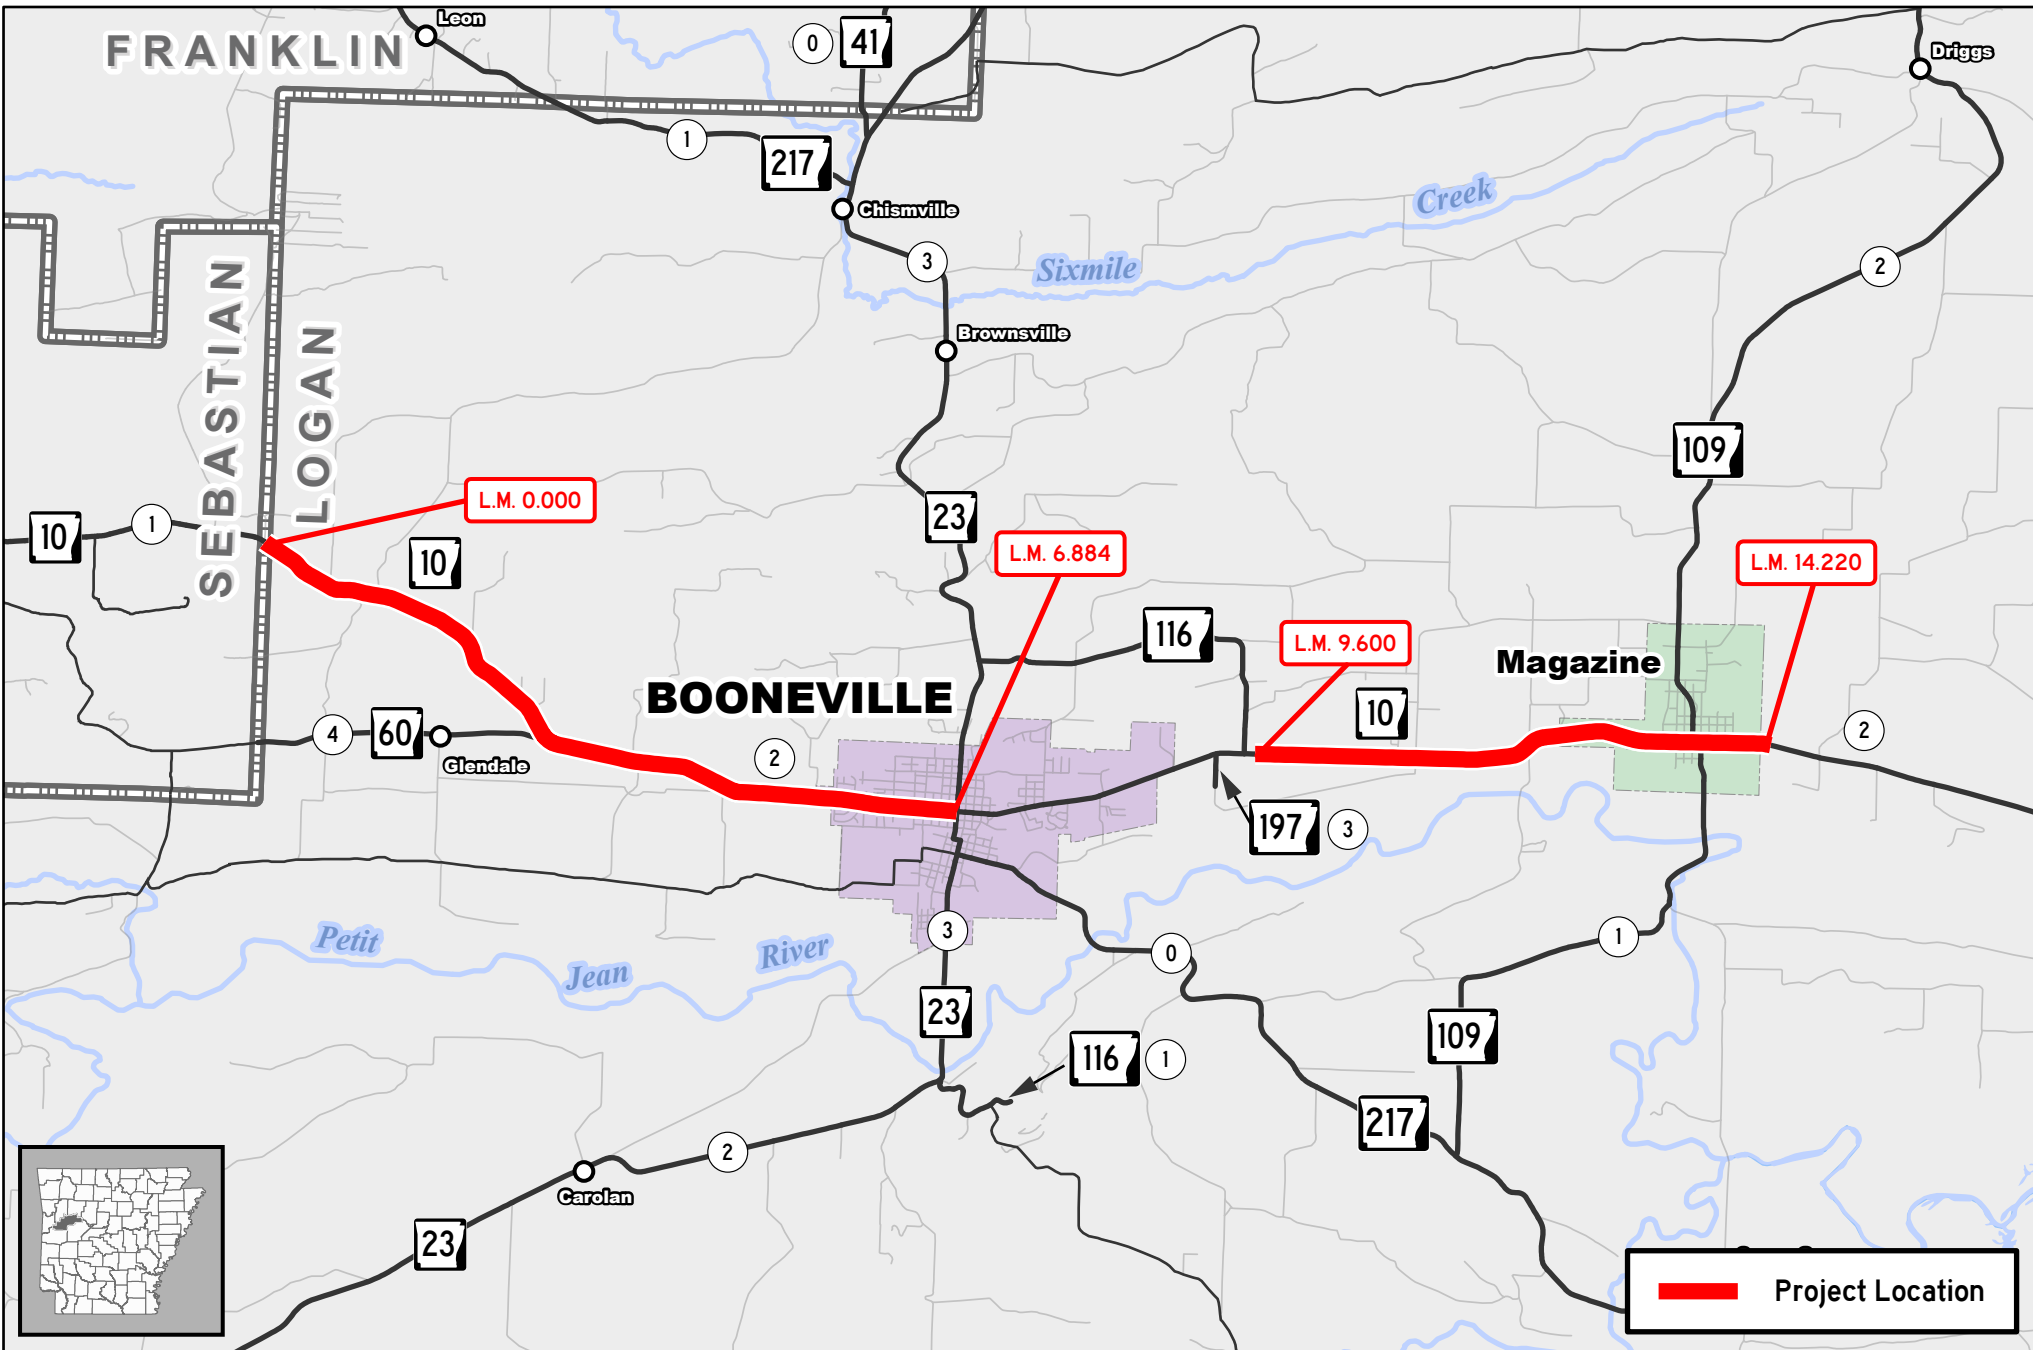 Leon
FRANKLIN
0
41
Driggs
1
217
Chismville
Creek
3
Sixmile
2
SEBASTIAN
LOGAN
Brownsville
109
L.M. 0.000
10
1
23
L.M. 6.884
10
L.M. 14.220
116
L.M. 9.600
Magazine
BOONEVILLE
10
4
60
Glendale
2
2
197
3
Petit
Jean
River
3
0
1
23
109
116
1
217
2
Carolan
23
Project Location